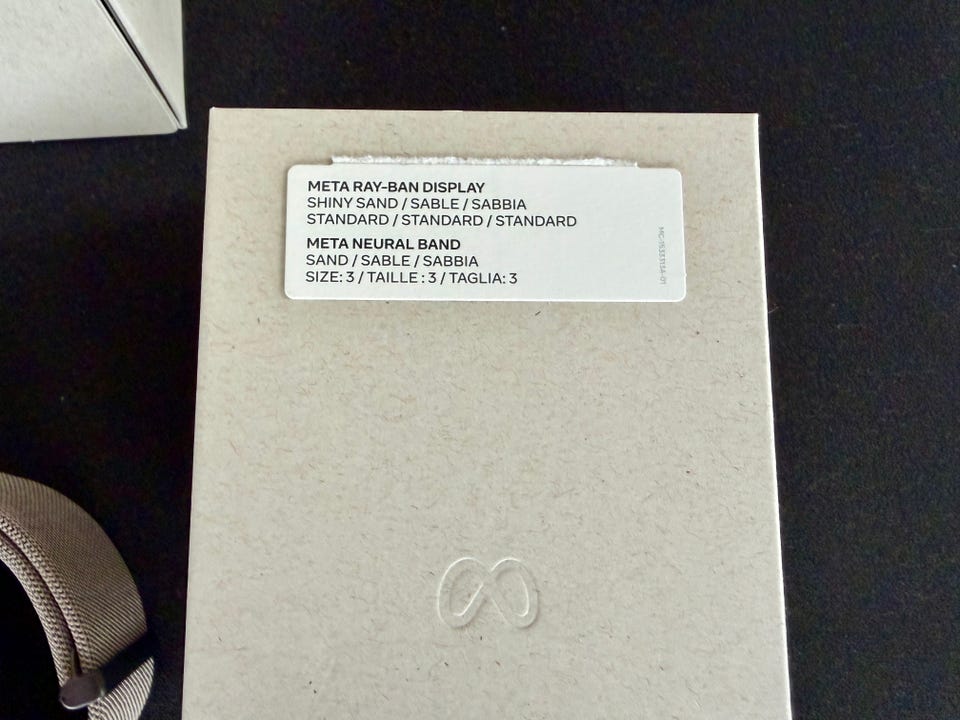 META RAY-BAN DISPLAY
SHINY SAND / SABLE / SABBIA
STANDARD / STANDARD / STANDARD
META NEURAL BAND
SAND / SABLE / SABBIA
SIZE: 3 / TAILLE : 3 / TAGLIA: 3